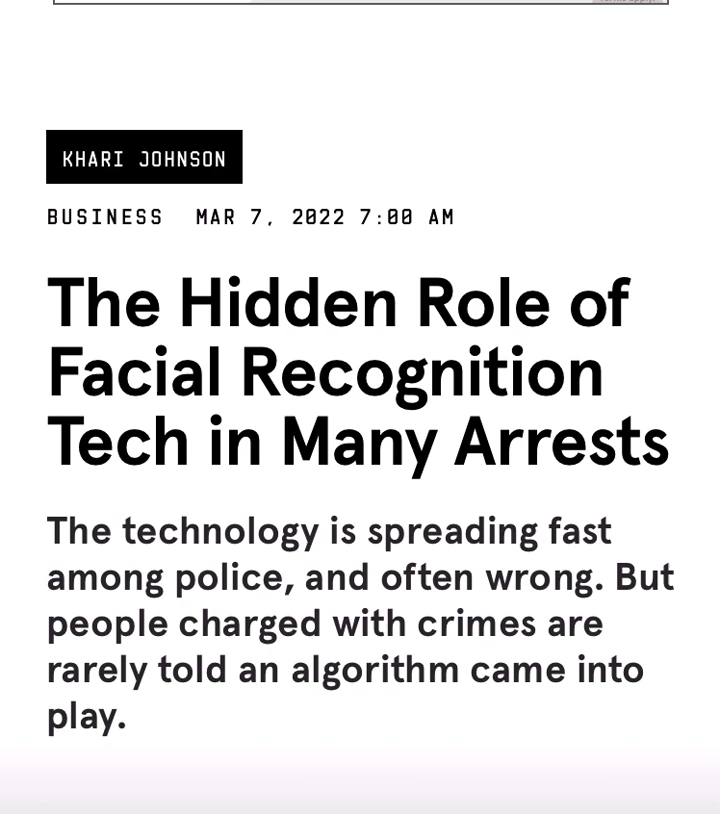 KHARI JOHNSON
BUSINESS MAR 7, 2022 7:00 AM
The Hidden Role of
Facial Recognition
Tech in Many Arrests
The technology is spreading fast
among police, and often wrong. But
people charged with crimes are
rarely told an algorithm came into
play.